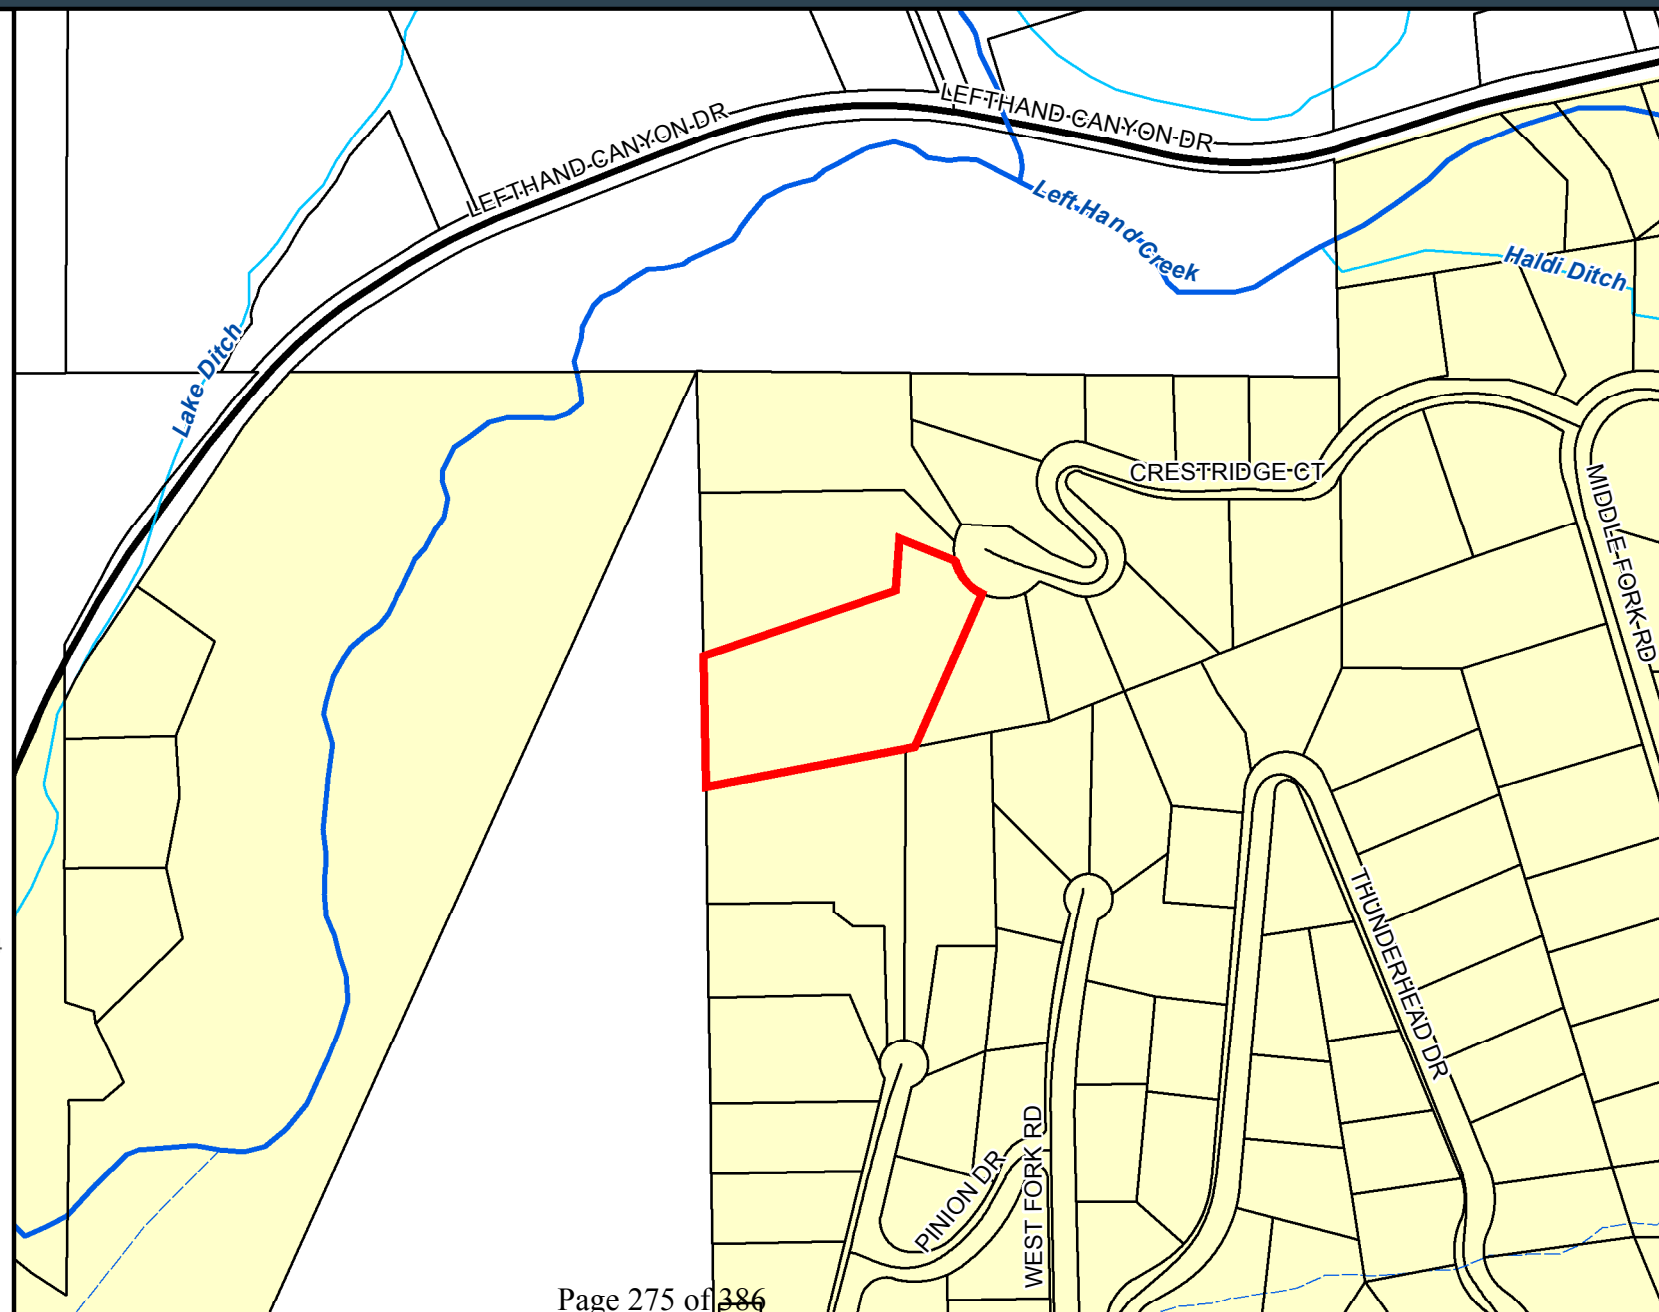 LEFTHAND CANYON DR
LEFTHAND CANYON DR
Left Hand Creek
Haldi Ditch
Lake Ditch
CRESTRIDGE CT
MIDDLE FORK RD
THUNDERHEAD DR
PINION DR
WEST FORK RD
Page 275 of 386